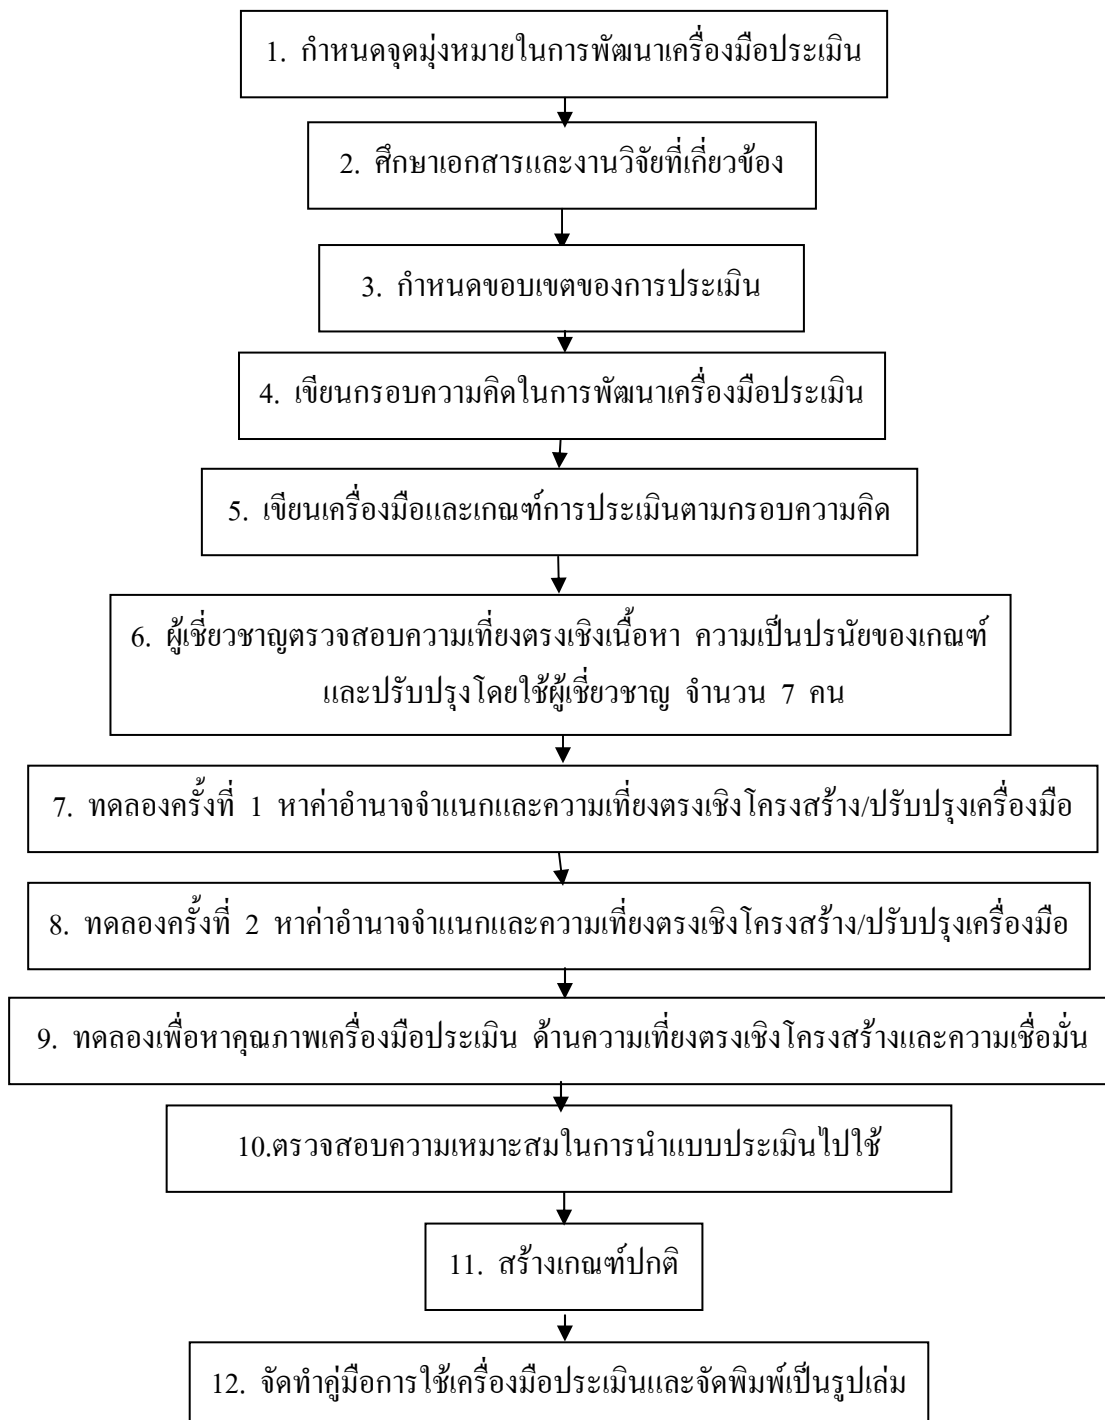 1. กำหนดจุดมุ่งหมายในการพัฒนาเครื่องมือประเมิน
2. ศึกษาเอกสารและงานวิจัยที่เกี่ยวข้อง
3. กำหนดขอบเขตของการประเมิน
4. เขียนกรอบความคิดในการพัฒนาเครื่องมือประเมิน
5. เขียนเครื่องมือและเกณฑ์การประเมินตามกรอบความคิด
6. ผู้เชี่ยวชาญตรวจสอบความเที่ยงตรงเชิงเนื้อหา ความเป็นปรนัยของเกณฑ์
และปรับปรุงโดยใช้ผู้เชี่ยวชาญ จำนวน 7 คน
7. ทดลองครั้งที่ 1 หาค่าอำนาจจำแนกและความเที่ยงตรงเชิงโครงสร้าง/ปรับปรุงเครื่องมือ
8. ทดลองครั้งที่ 2 หาค่าอำนาจจำแนกและความเที่ยงตรงเชิงโครงสร้าง/ปรับปรุงเครื่องมือ
9. ทดลองเพื่อหาคุณภาพเครื่องมือประเมิน ด้านความเที่ยงตรงเชิงโครงสร้างและความเชื่อมั่น
10.ตรวจสอบความเหมาะสมในการนำแบบประเมินไปใช้
11. สร้างเกณฑ์ปกติ
12. จัดทำคู่มือการใช้เครื่องมือประเมินและจัดพิมพ์เป็นรูปเล่ม